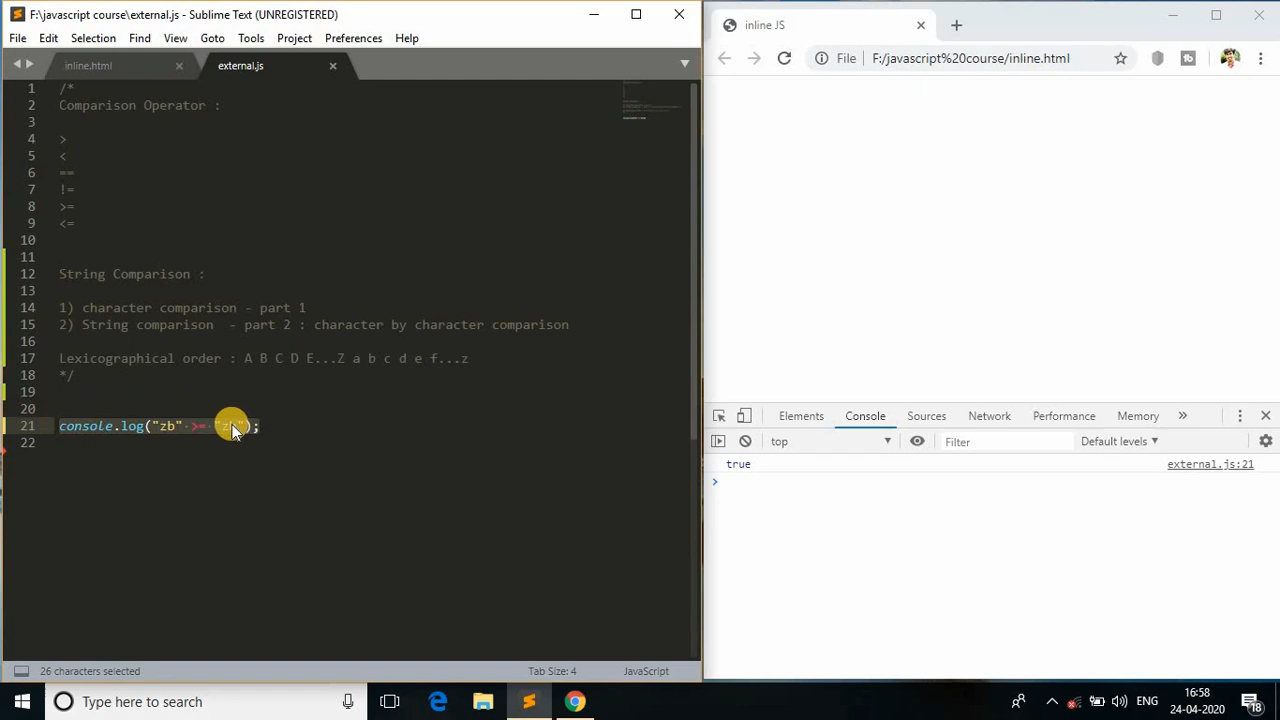 F:\javascript course\external.js - Sublime Text (UNREGISTERED)
File Edit Selection Find View Goto Tools Project Preferences Help
inline.html
external.js
1 /*
2 Comparison Operator :
3
4 >
5 <
6 ==
7 !=
8 >=
9 <=
10
11
12 String Comparison :
13
14 1) character comparison - part 1
15 2) String comparison - part 2 : character by character comparison
16
17 Lexicographical order : A B C D E...Z a b c d e f...z
18 */
19
20
21 console.log("zb" >= ");
22
26 characters selected
Tab Size: 4
JavaScript
inline JS
File F:/javascript%20course/inline.html
Elements Console Sources Network Performance Memory
top
Filter
Default levels
true
external.js:21
Type here to search
ENG
16:58
24-04-2020
18